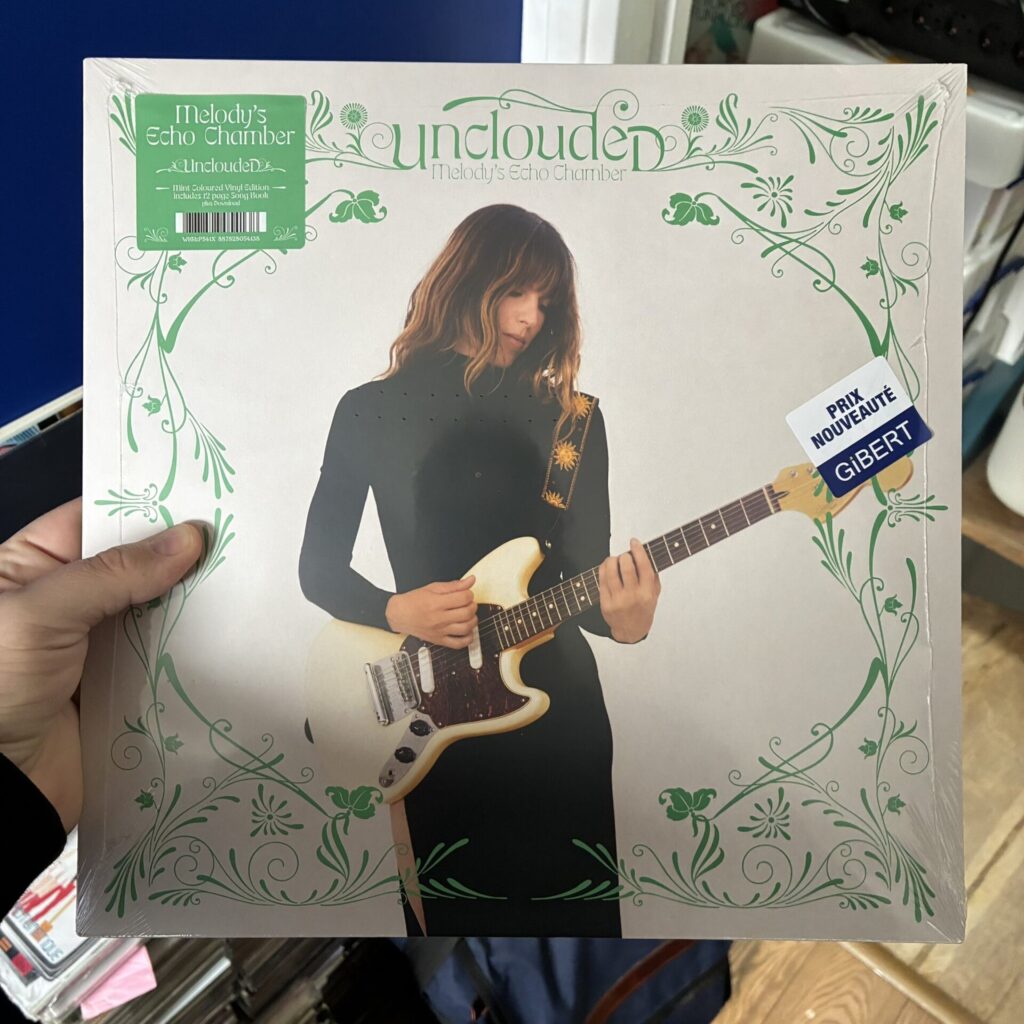 Melody's
Echo Chamber
UncloudeD
Mint Coloured Vinyl Edition
includes 12 page Song Book
plus Download
UncloudeD
Melody's Echo Chamber
PRIX
NOUVEAUTÉ
GiBERT